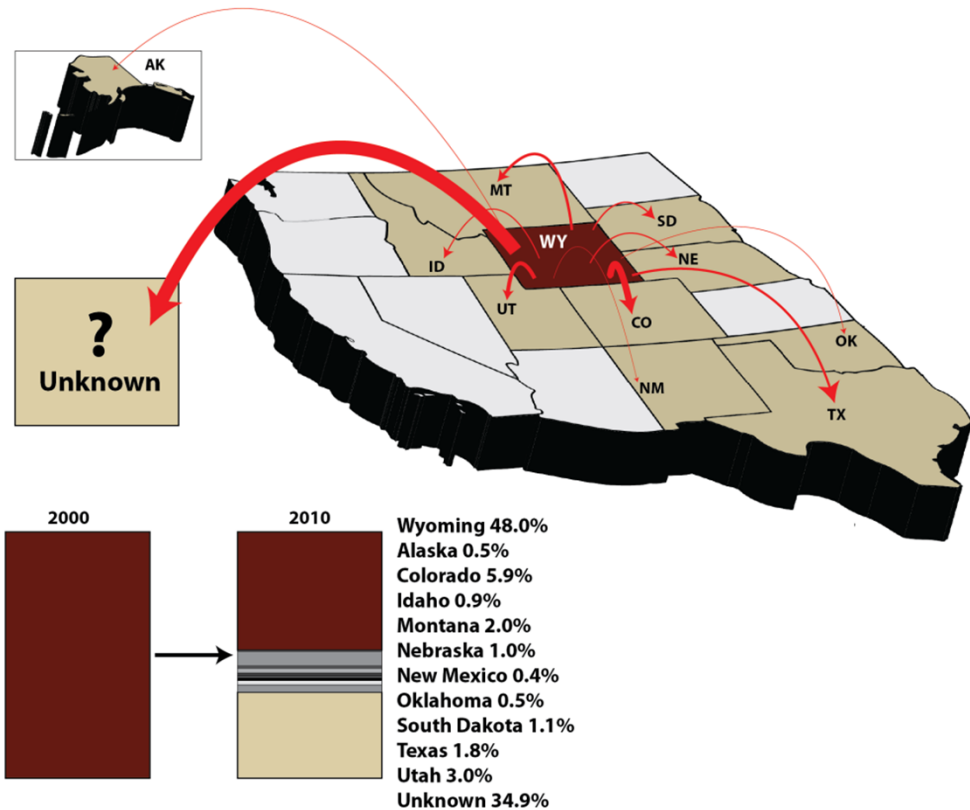 AK
MT
SD
WY
NE
ID
UT
CO
OK
NM
TX
?
Unknown
2000
2010
Wyoming 48.0%
Alaska 0.5%
Colorado 5.9%
Idaho 0.9%
Montana 2.0%
Nebraska 1.0%
New Mexico 0.4%
Oklahoma 0.5%
South Dakota 1.1%
Texas 1.8%
Utah 3.0%
Unknown 34.9%